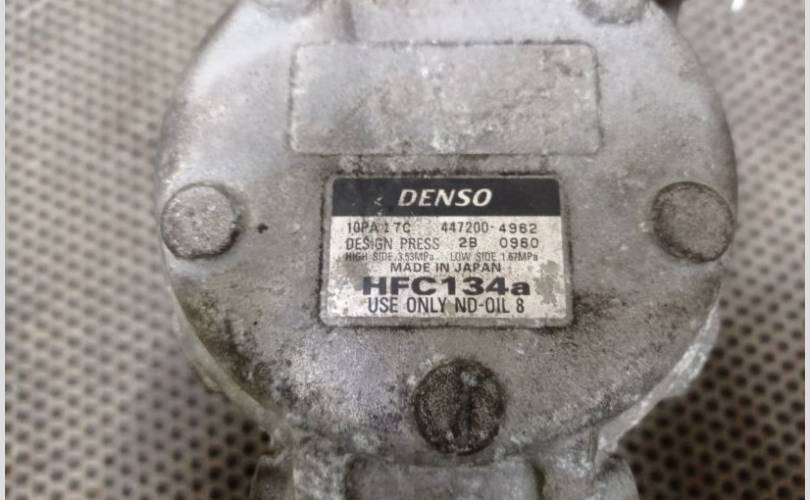 DENSO
10PA17C 447200-4962
DESIGN PRESS 2B 0960
HIGH SIDE 3.53MPa LOW SIDE 1.67MPa
MADE IN JAPAN
HFC134a
USE ONLY ND-OIL 8